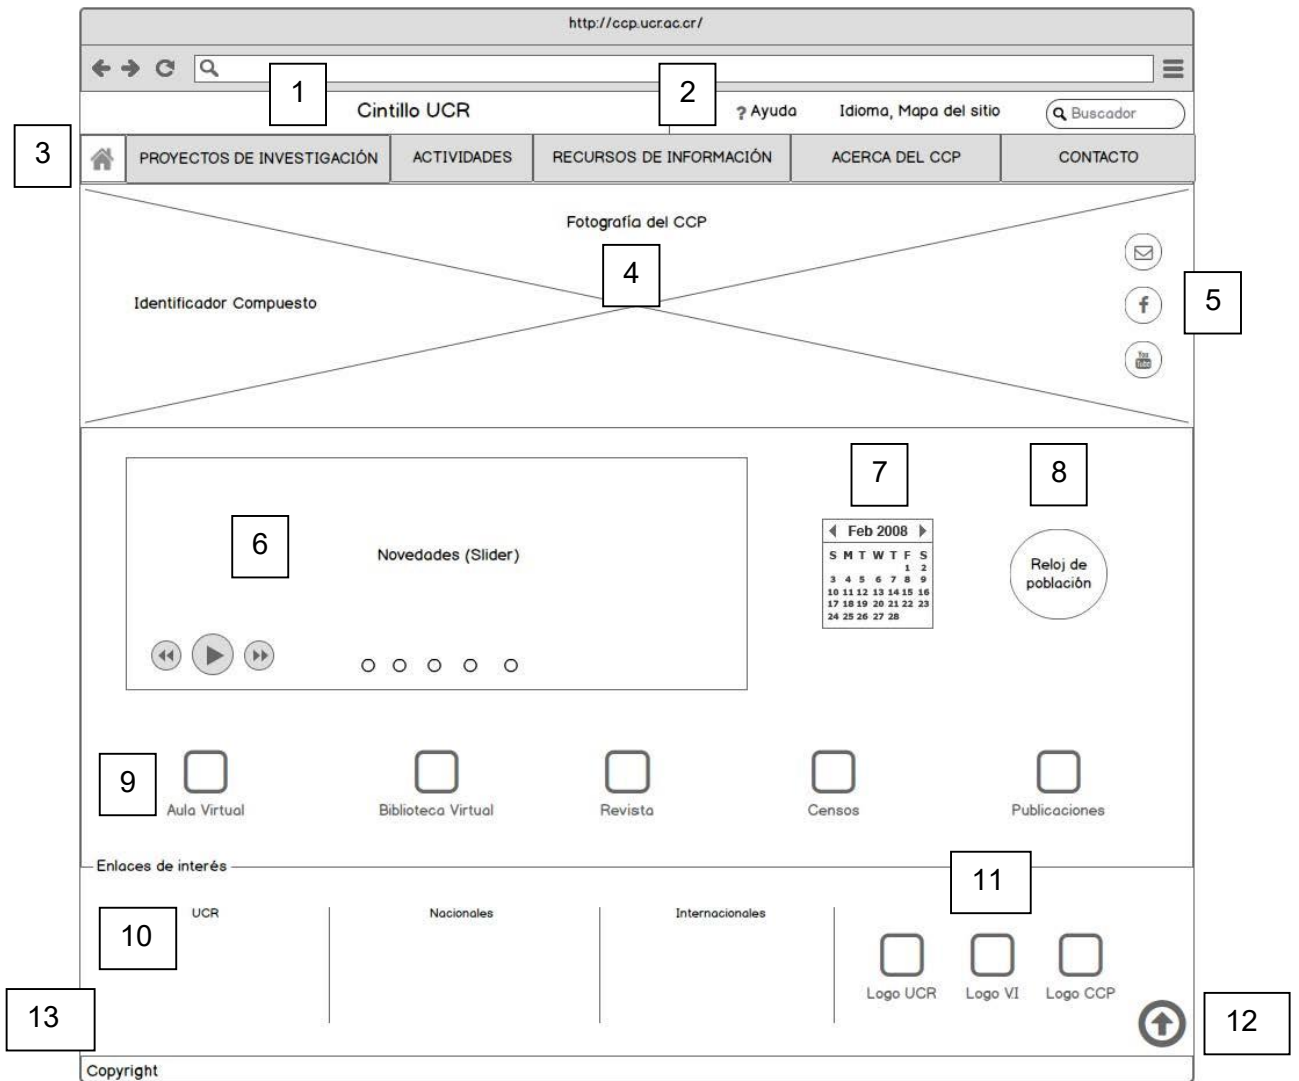 http://ccp.ucr.ac.cr/
1
2
Cintillo UCR
? Ayuda
Idioma, Mapa del sitio
Buscador
3
PROYECTOS DE INVESTIGACIÓN
ACTIVIDADES
RECURSOS DE INFORMACIÓN
ACERCA DEL CCP
CONTACTO
Fotografía del CCP
4
Identificador Compuesto
5
f
You
Tube
6
Novedades (Slider)
7
Feb 2008
S M T W T F S
1 2
3 4 5 6 7 8 9
10 11 12 13 14 15 16
17 18 19 20 21 22 23
24 25 26 27 28
8
Reloj de
población
9
Aula Virtual
Biblioteca Virtual
Revista
Censos
Publicaciones
Enlaces de interés
10
UCR
Nacionales
Internacionales
11
Logo UCR
Logo VI
Logo CCP
12
13
Copyright